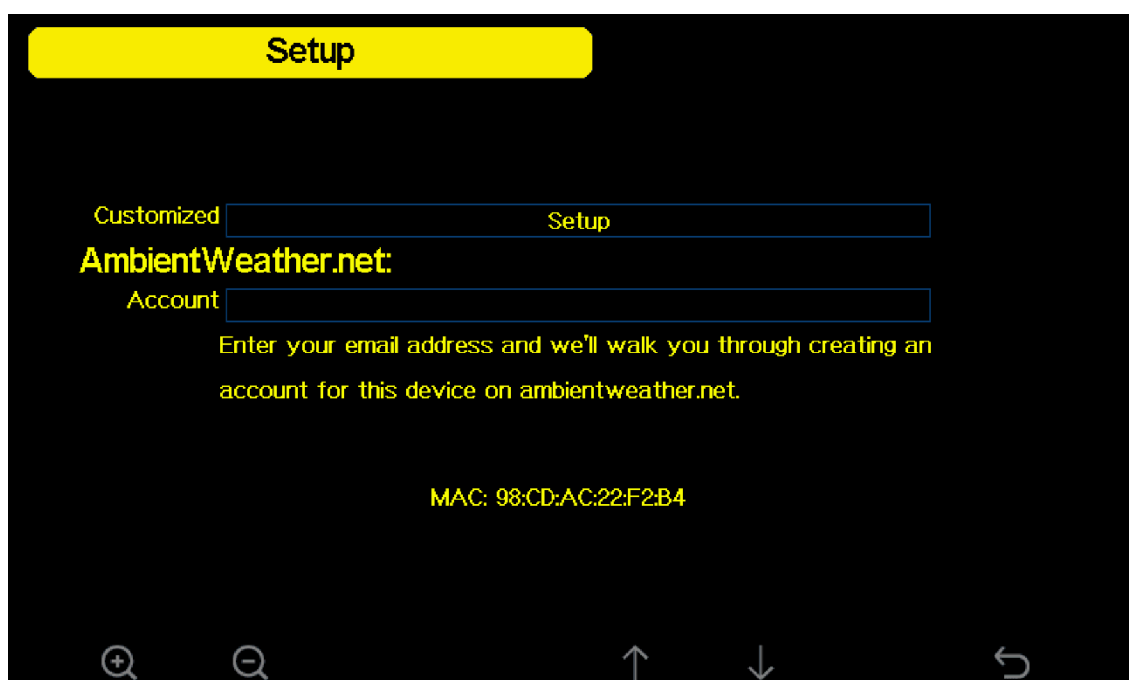 Setup
Customized Setup
AmbientWeather.net:
Account
Enter your email address and we'll walk you through creating an
account for this device on ambientweather.net.
MAC: 98:CD:AC:22:F2:B4